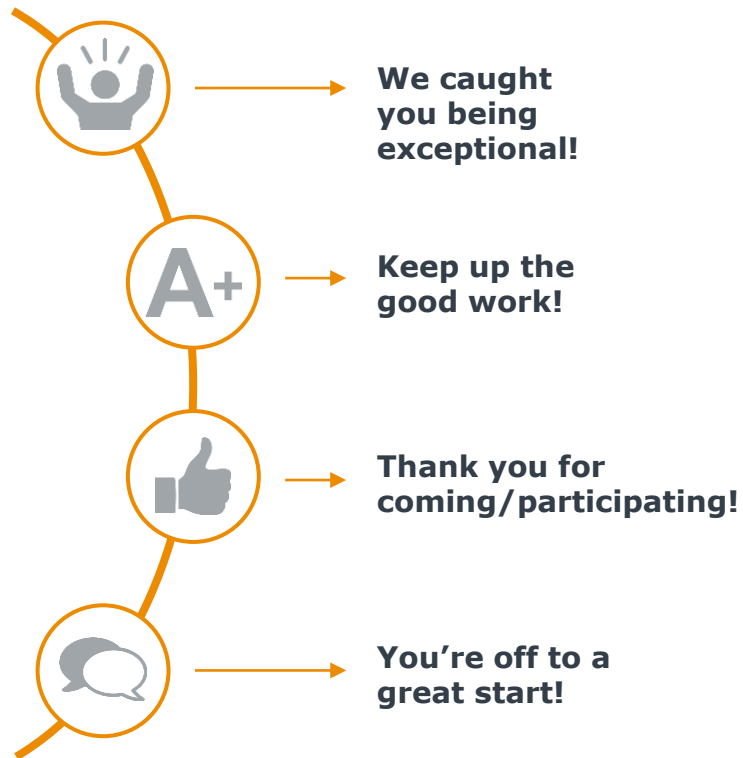 We caught
you being
exceptional!
A+
Keep up the
good work!
Thank you for
coming/participating!
You’re off to a
great start!